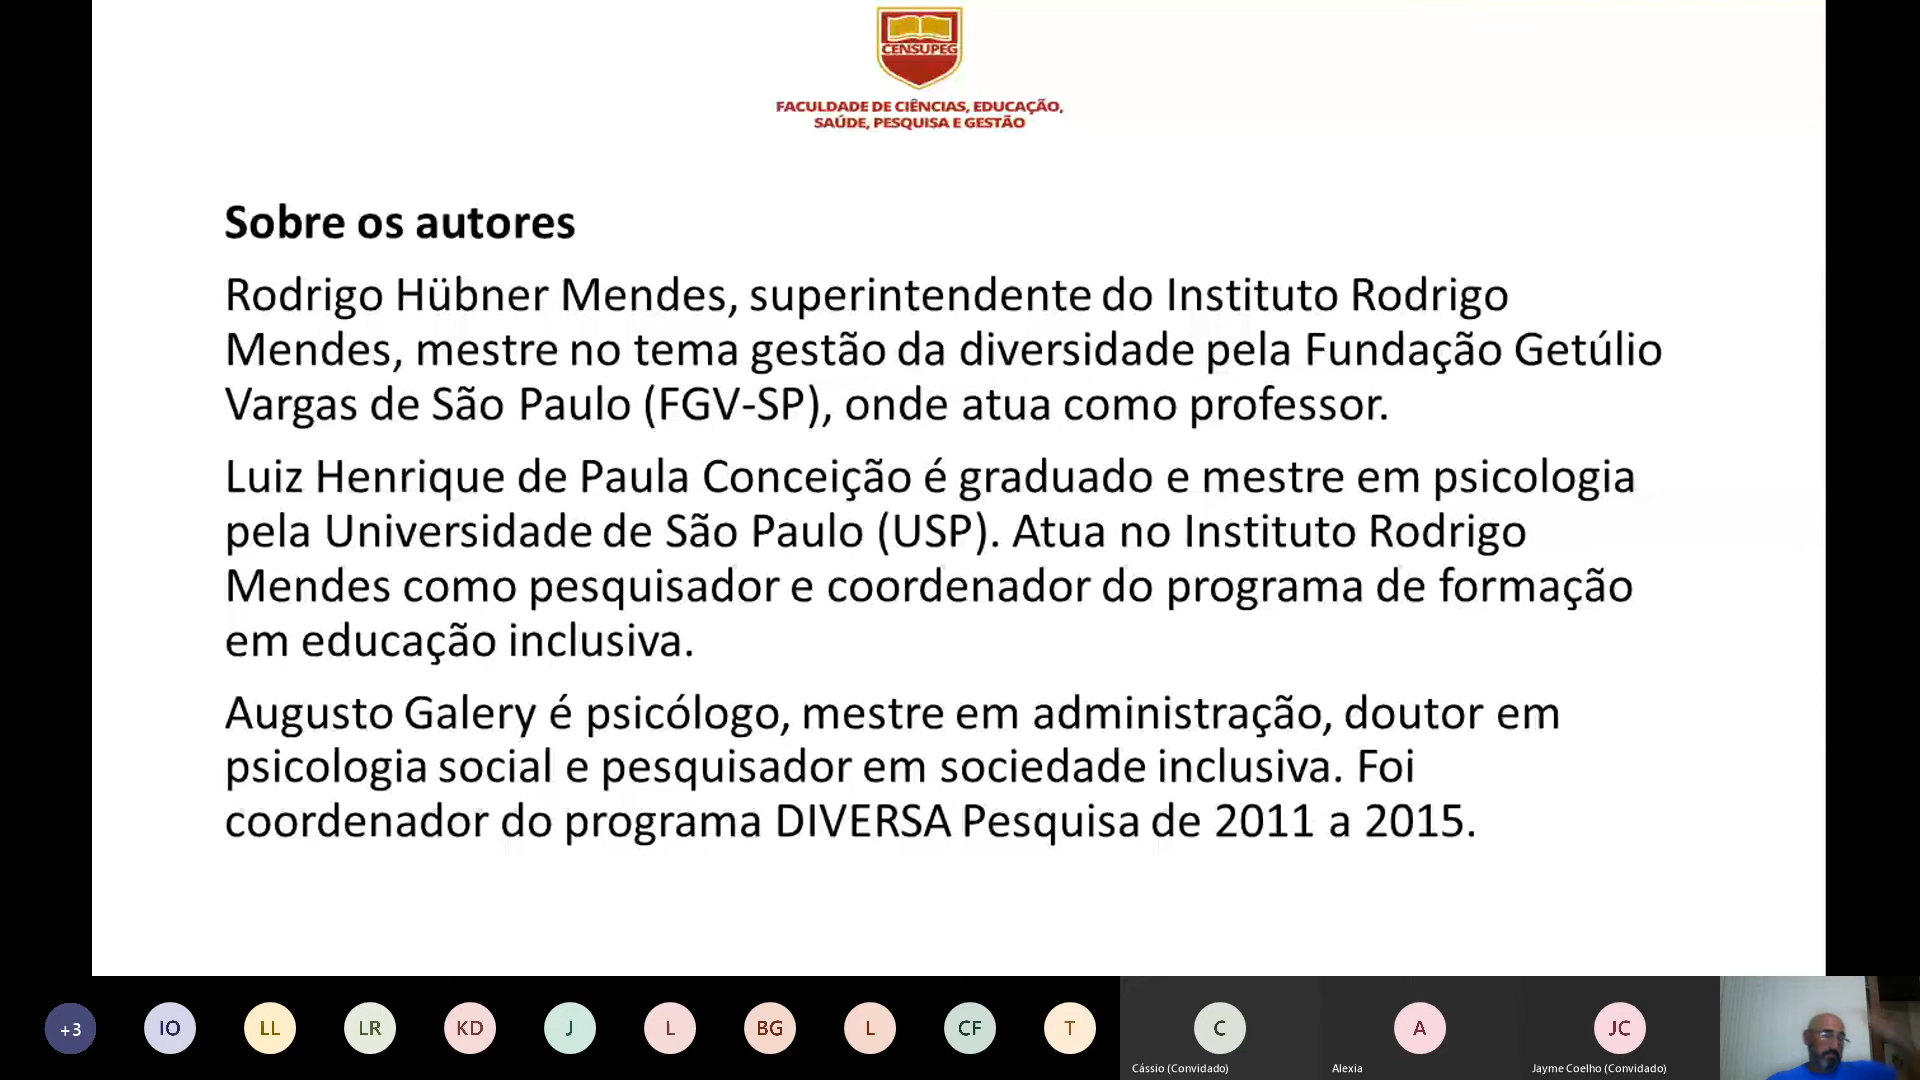 CENSUPEG
FACULDADE DE CIÊNCIAS, EDUCAÇÃO,
SAÚDE, PESQUISA E GESTÃO
Sobre os autores
Rodrigo Hübner Mendes, superintendente do Instituto Rodrigo
Mendes, mestre no tema gestão da diversidade pela Fundação Getúlio
Vargas de São Paulo (FGV-SP), onde atua como professor.
Luiz Henrique de Paula Conceição é graduado e mestre em psicologia
pela Universidade de São Paulo (USP). Atua no Instituto Rodrigo
Mendes como pesquisador e coordenador do programa de formação
em educação inclusiva.
Augusto Galery é psicólogo, mestre em administração, doutor em
psicologia social e pesquisador em sociedade inclusiva. Foi
coordenador do programa DIVERSA Pesquisa de 2011 a 2015.
+3 IO LL LR KD J L BG L CF T C A JC
Cássio (Convidado) Alexia Jayme Coelho (Convidado)